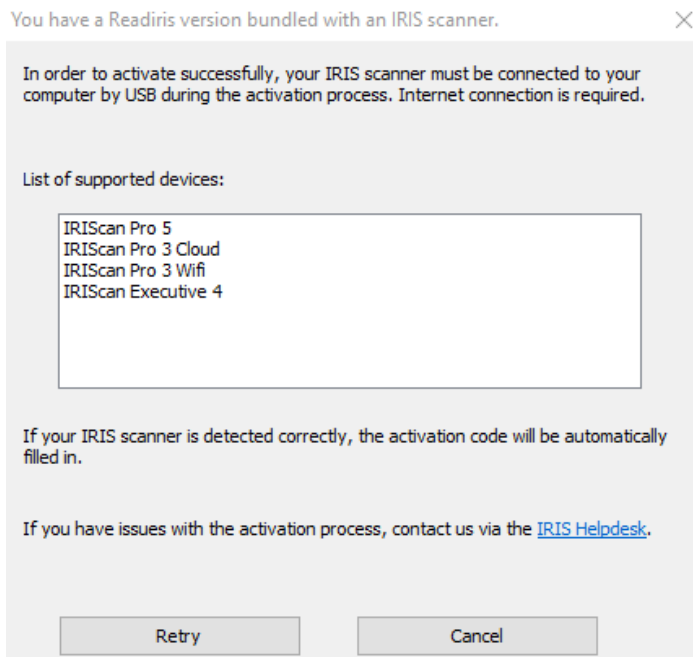 You have a Readiris version bundled with an IRIS scanner.
In order to activate successfully, your IRIS scanner must be connected to your
computer by USB during the activation process. Internet connection is required.
List of supported devices:
IRIScan Pro 5
IRIScan Pro 3 Cloud
IRIScan Pro 3 Wifi
IRIScan Executive 4
If your IRIS scanner is detected correctly, the activation code will be automatically
filled in.
If you have issues with the activation process, contact us via the IRIS Helpdesk.
Retry
Cancel